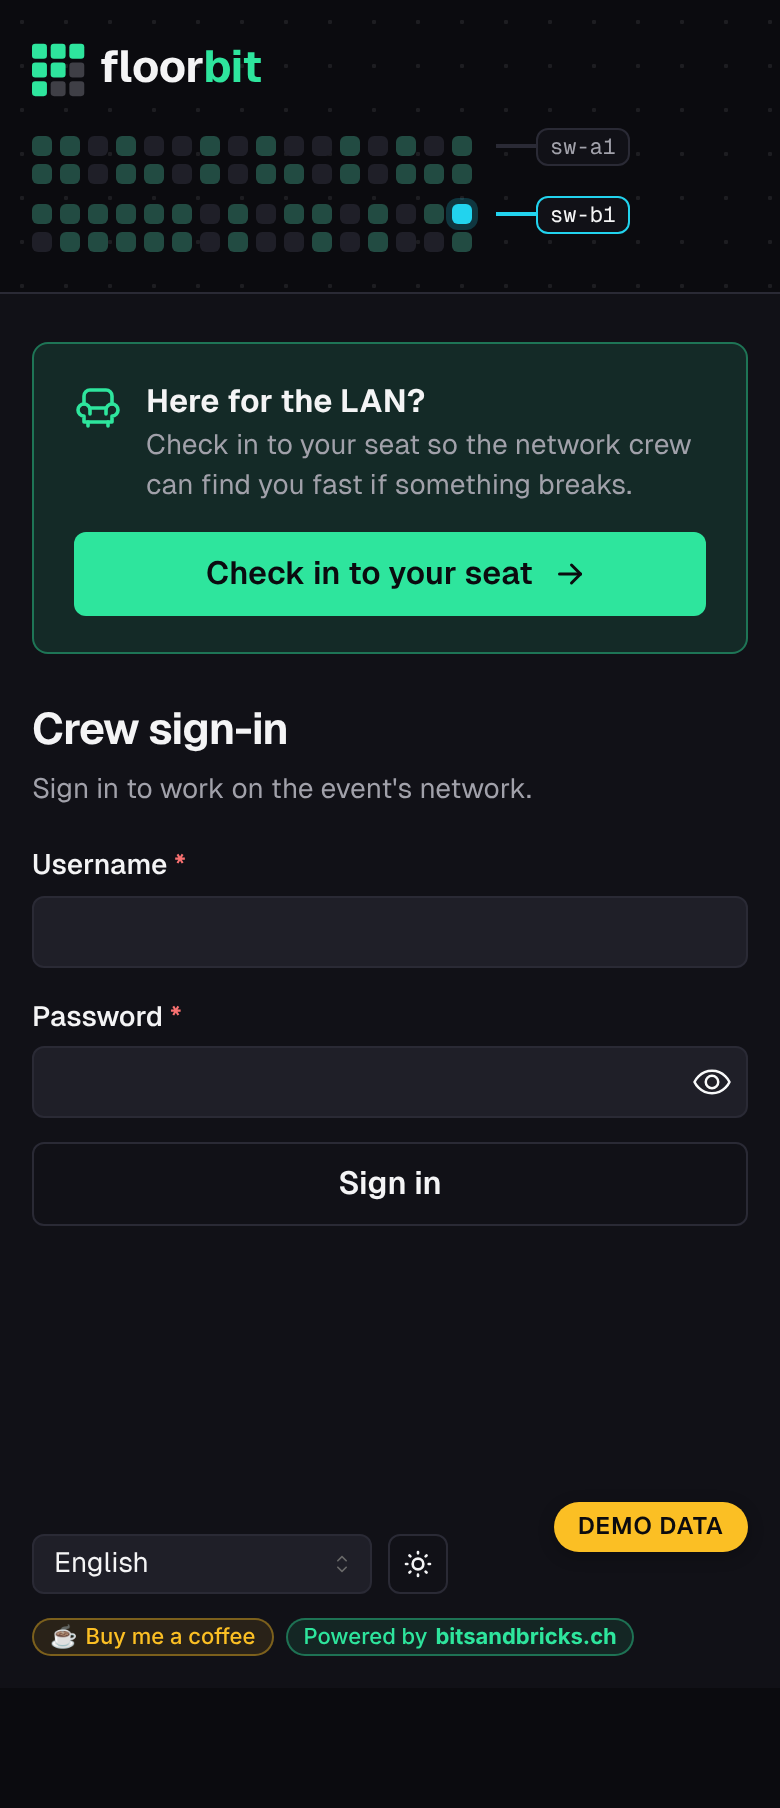 floorbit
sw-a1
sw-b1
Here for the LAN?
Check in to your seat so the network crew
can find you fast if something breaks.
Check in to your seat →
Crew sign-in
Sign in to work on the event's network.
Username *
Password *
Sign in
DEMO DATA
English
☕ Buy me a coffee
Powered by bitsandbricks.ch